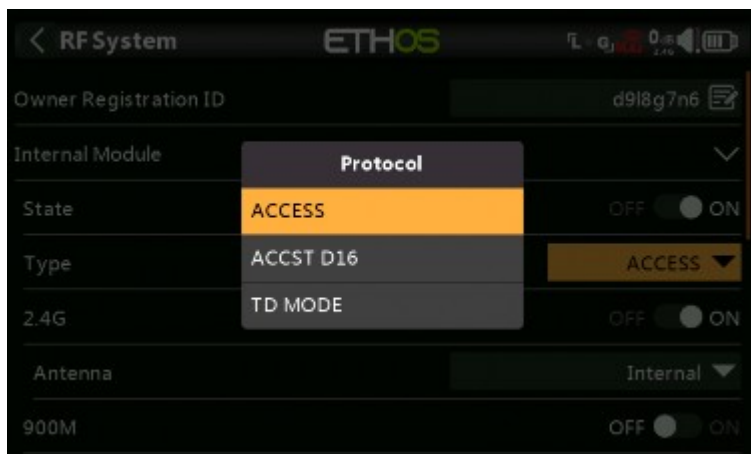 RF System ETHOS
Owner Registration ID d9l8g7n6
Internal Module
Protocol
State ACCESS OFF ON
Type ACCST D16 ACCESS
2.4G TD MODE OFF ON
Antenna Internal
900M OFF ON